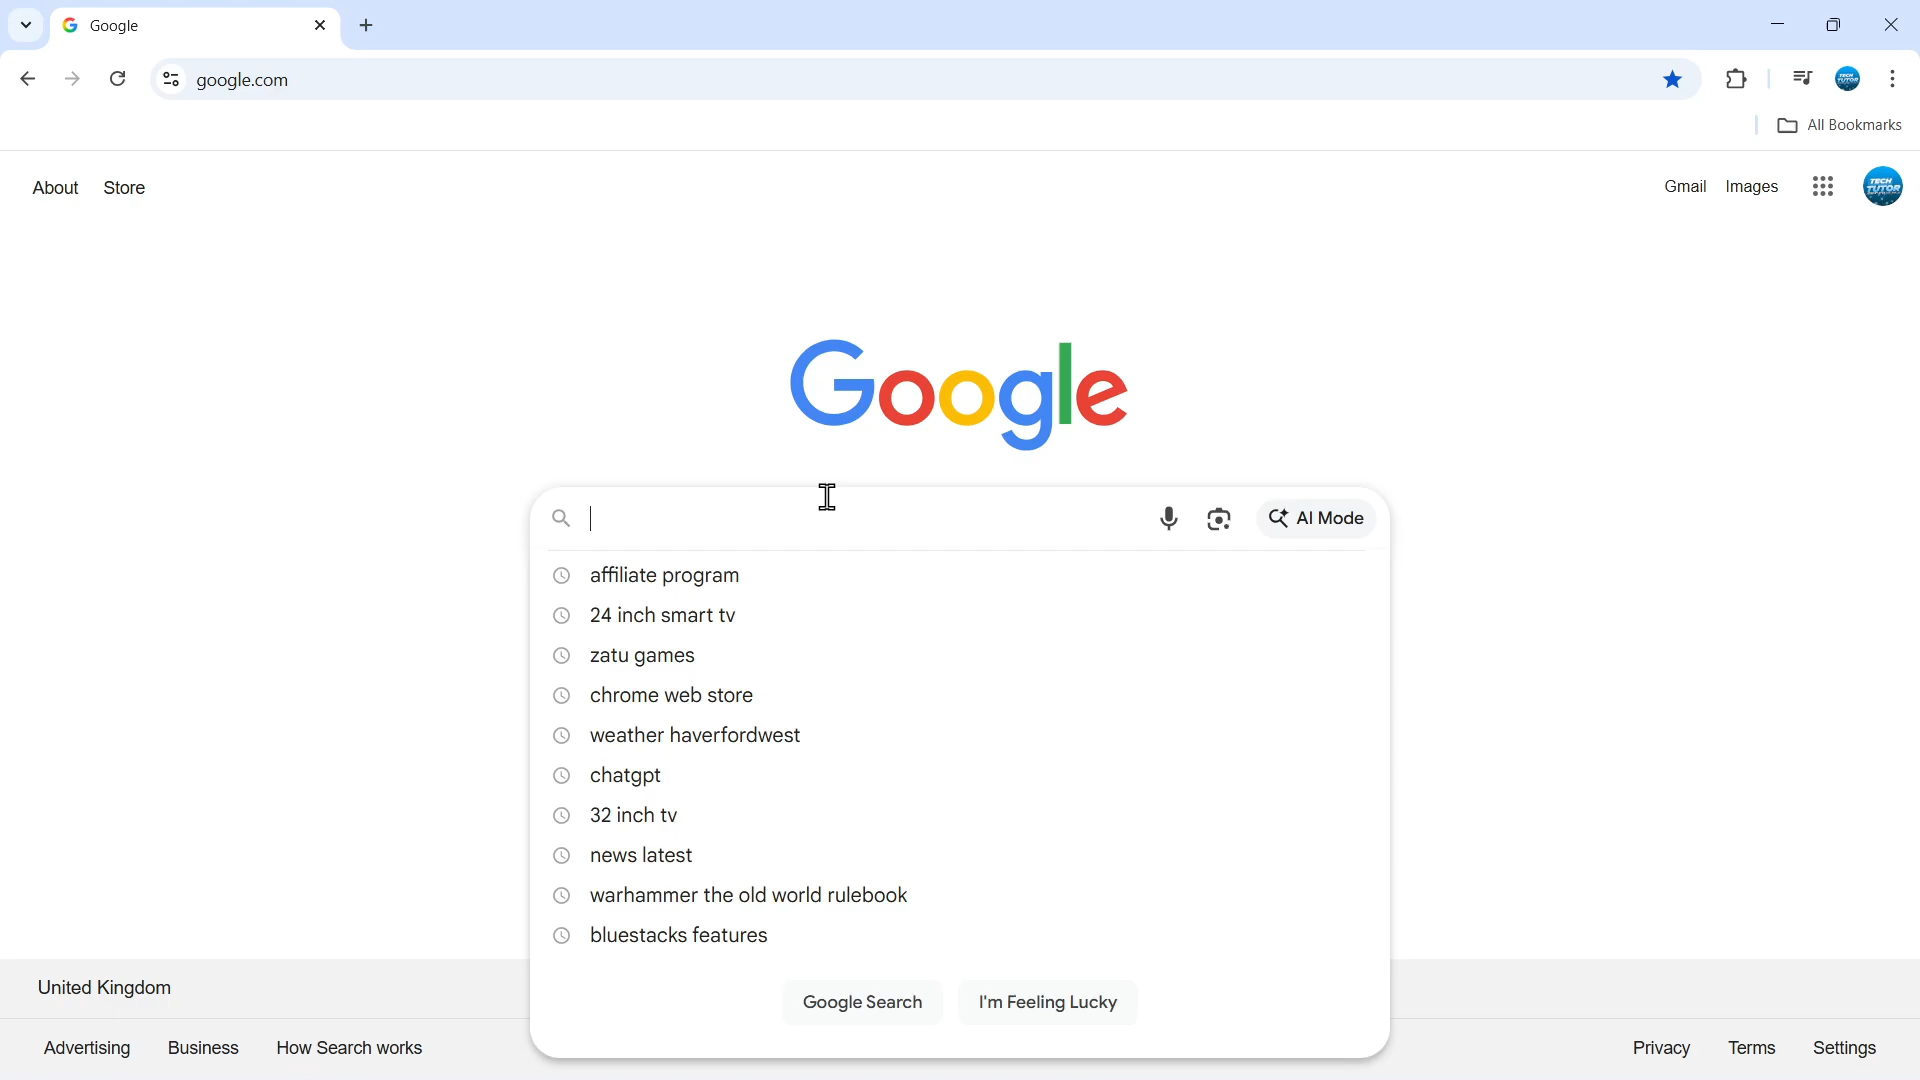 Google
google.com
All Bookmarks
About Store
Gmail Images
TECH TUTOR
Google
AI Mode
affiliate program
24 inch smart tv
zatu games
chrome web store
weather haverfordwest
chatgpt
32 inch tv
news latest
warhammer the old world rulebook
bluestacks features
Google Search I'm Feeling Lucky
United Kingdom
Advertising Business How Search works
Privacy Terms Settings